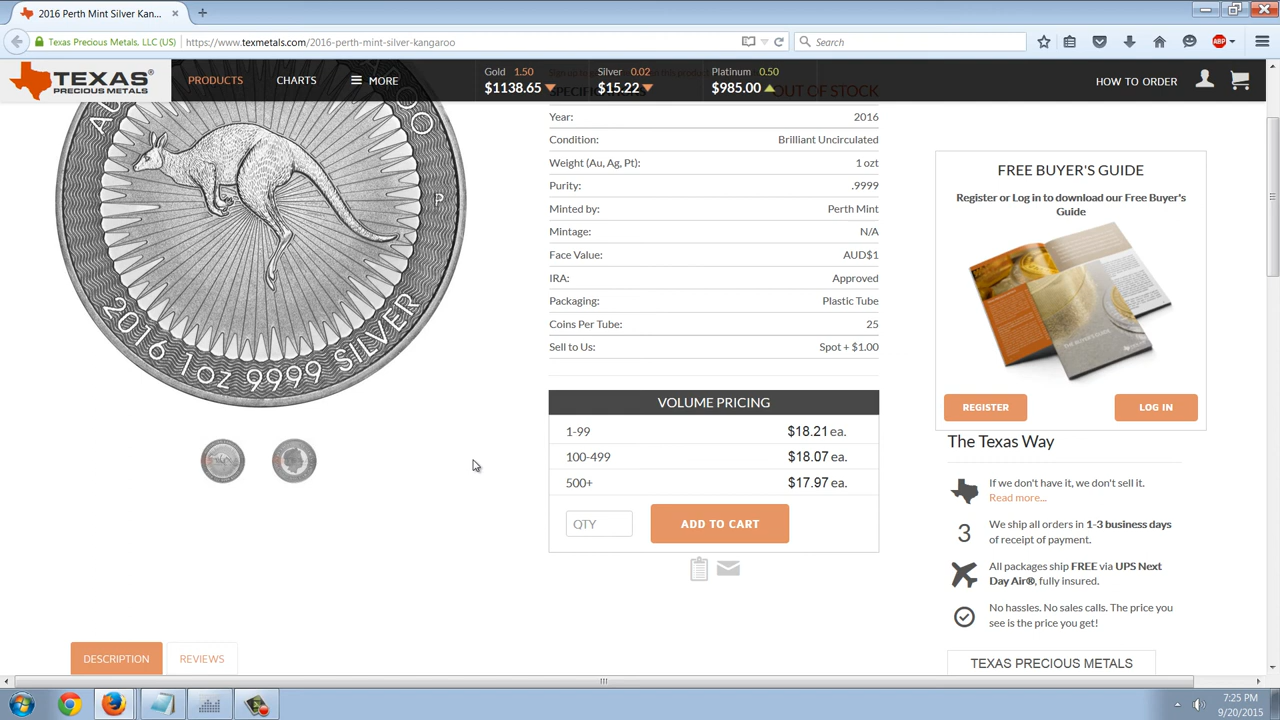 2016 Perth Mint Silver Kan...
Texas Precious Metals, LLC (US)
https://www.texmetals.com/2016-perth-mint-silver-kangaroo
Search
ABP
TEXAS®
PRECIOUS METALS
PRODUCTS
CHARTS
MORE
Gold 1.50
$1138.65
Silver 0.02
$15.22
Platinum 0.50
$985.00
HOW TO ORDER
OUT OF STOCK
Year: 2016
Condition: Brilliant Uncirculated
Weight (Au, Ag, Pt): 1 ozt
Purity: .9999
Minted by: Perth Mint
Mintage: N/A
Face Value: AUD$1
IRA: Approved
Packaging: Plastic Tube
Coins Per Tube: 25
Sell to Us: Spot + $1.00
P
2016 1oz 9999 SILVER
VOLUME PRICING
1-99 $18.21 ea.
100-499 $18.07 ea.
500+ $17.97 ea.
QTY
ADD TO CART
DESCRIPTION
REVIEWS
FREE BUYER'S GUIDE
Register or Log in to download our Free Buyer's
Guide
REGISTER
LOG IN
The Texas Way
If we don't have it, we don't sell it.
Read more...
3
We ship all orders in 1-3 business days
of receipt of payment.
All packages ship FREE via UPS Next
Day Air®, fully insured.
No hassles. No sales calls. The price you
see is the price you get!
TEXAS PRECIOUS METALS
7:25 PM
9/20/2015